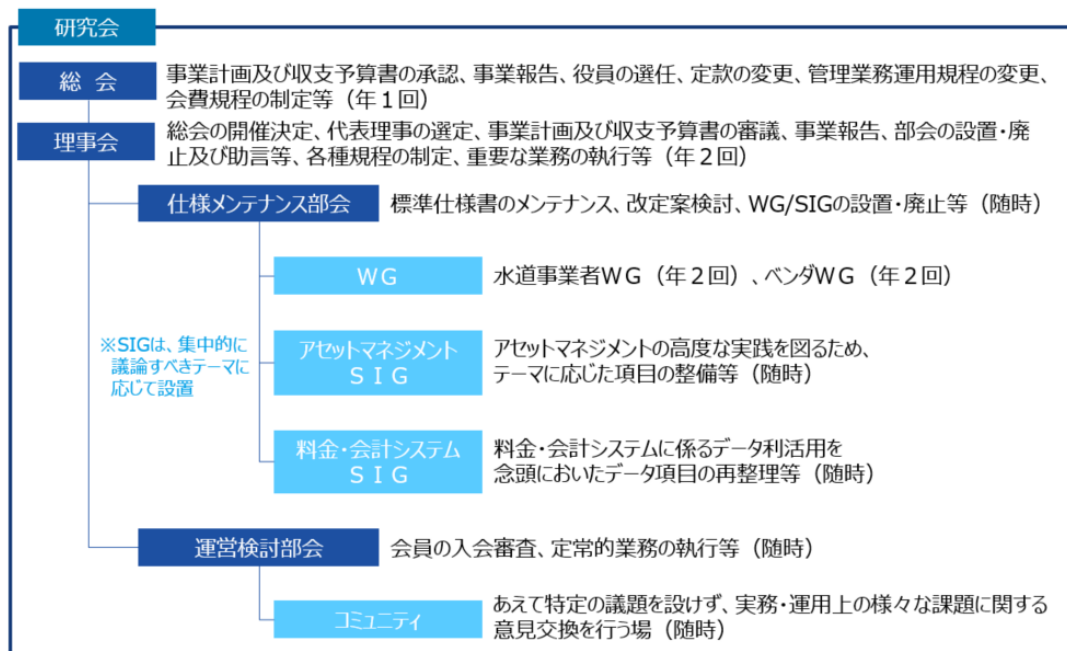 研究会
総 会
事業計画及び収支予算書の承認、事業報告、役員の選任、定款の変更、管理業務運用規程の変更、
会費規程の制定等（年１回）
理事会
総会の開催決定、代表理事の選定、事業計画及び収支予算書の審議、事業報告、部会の設置・廃
止及び助言等、各種規程の制定、重要な業務の執行等（年２回）
仕様メンテナンス部会
標準仕様書のメンテナンス、改定案検討、WG/SIGの設置・廃止等（随時）
ＷＧ
水道事業者ＷＧ（年２回）、ベンダＷＧ（年２回）
※SIGは、集中的に
議論すべきテーマに
応じて設置
アセットマネジメント
ＳＩＧ
アセットマネジメントの高度な実践を図るため、
テーマに応じた項目の整備等（随時）
料金・会計システム
ＳＩＧ
料金・会計システムに係るデータ利活用を
念頭においたデータ項目の再整理等（随時）
運営検討部会
会員の入会審査、定常的業務の執行等（随時）
コミュニティ
あえて特定の議題を設けず、実務・運用上の様々な課題に関する
意見交換を行う場（随時）